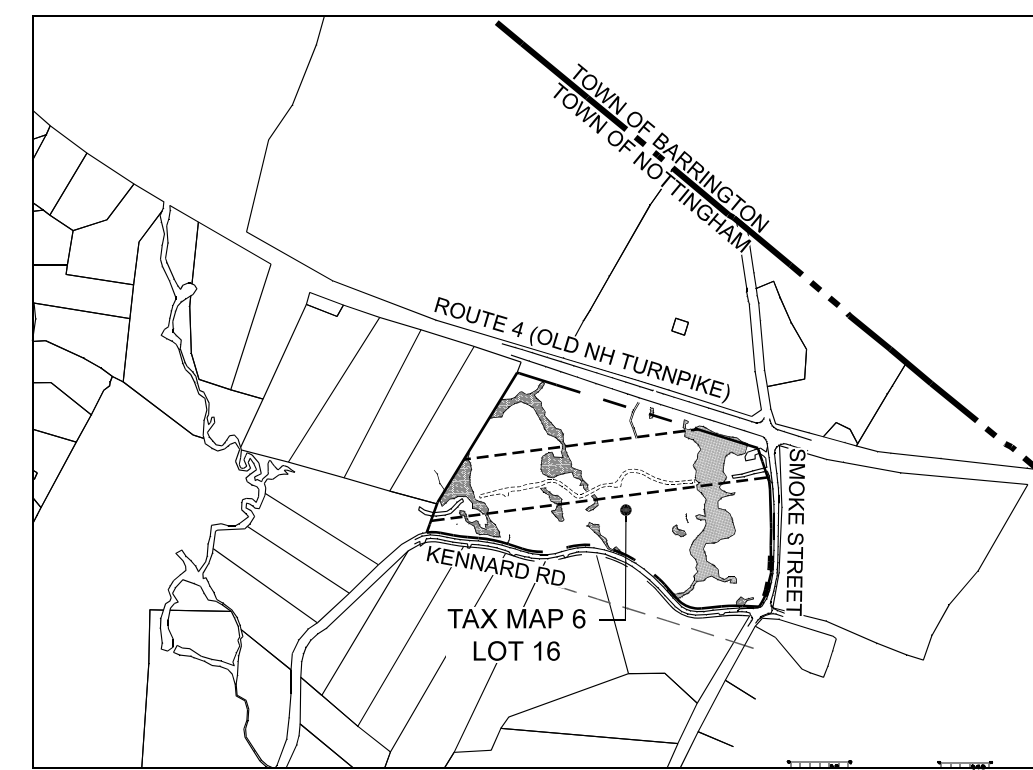 TOWN OF BARRINGTON
TOWN OF NOTTINGHAM
ROUTE 4 (OLD NH TURNPIKE)
SMOKE STREET
KENNARD RD
TAX MAP 6
LOT 16